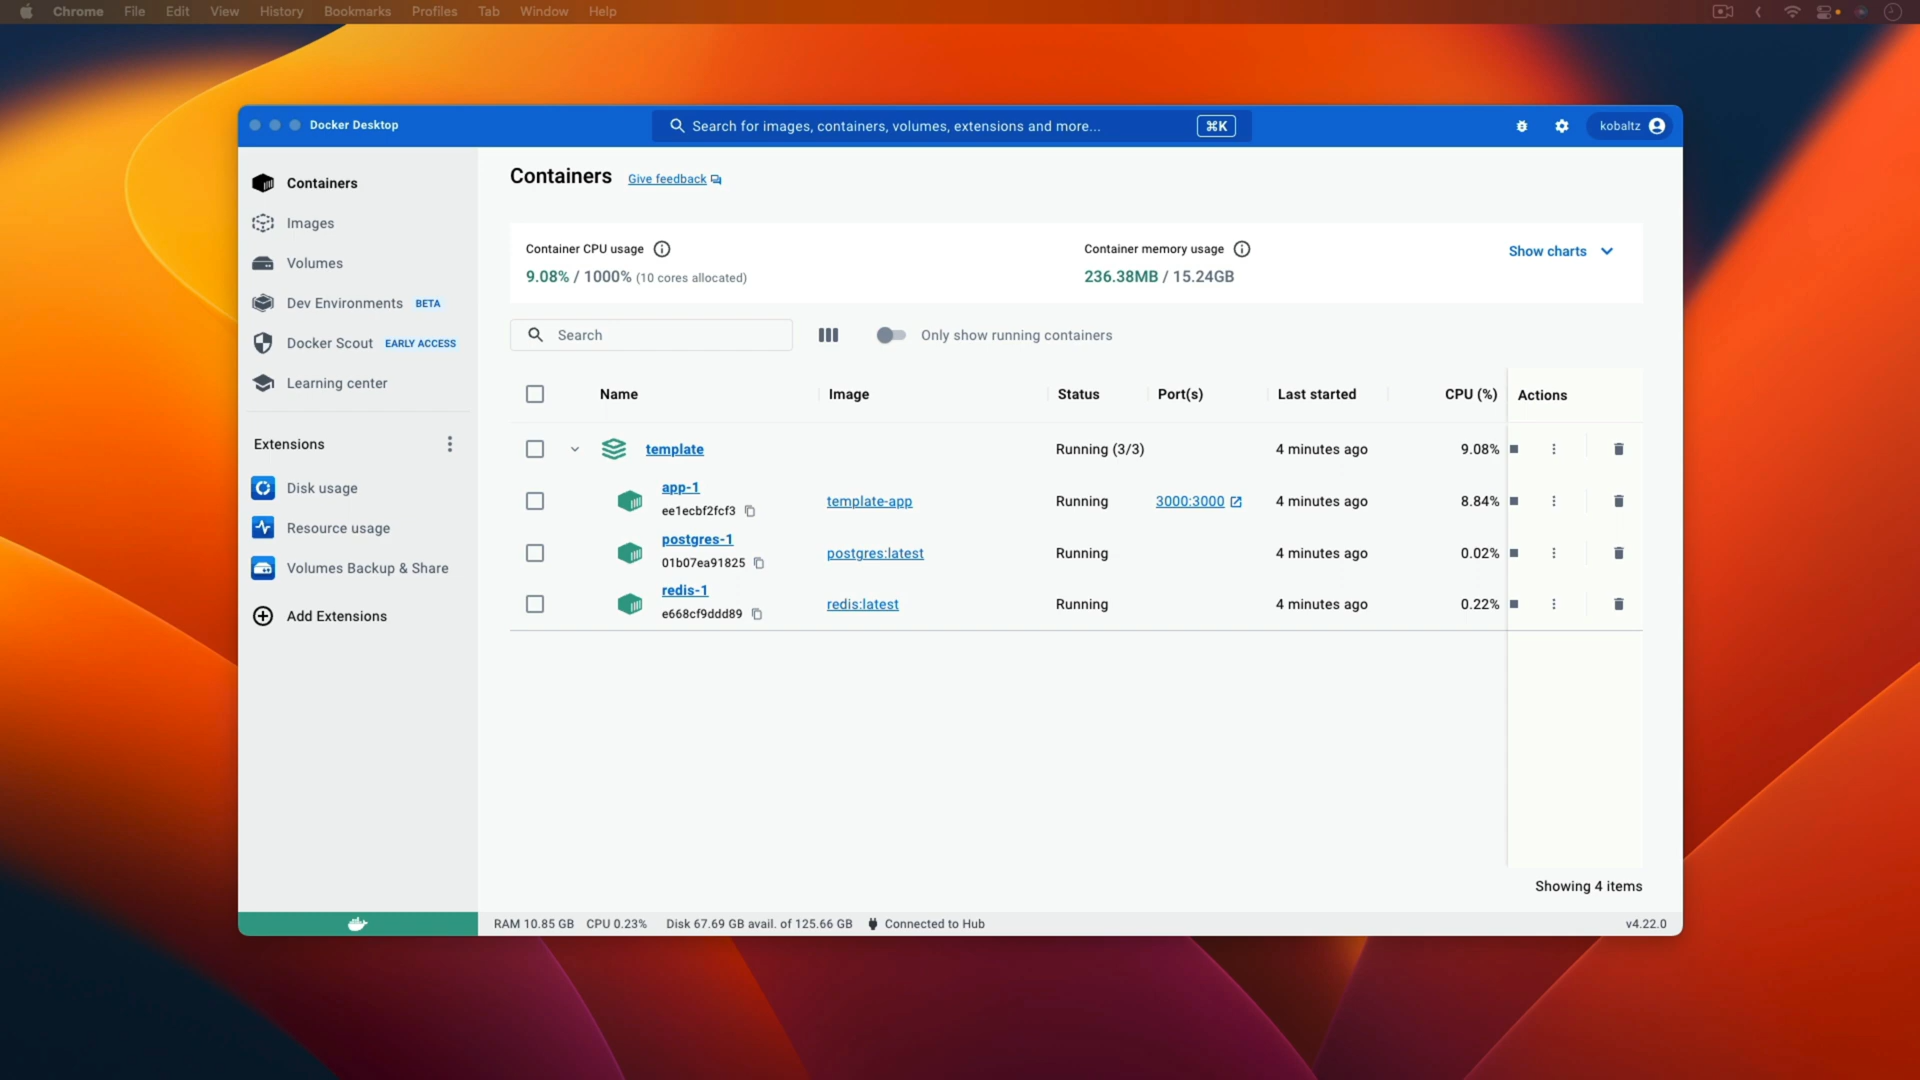 Chrome File Edit View History Bookmarks Profiles Tab Window Help
Docker Desktop
Search for images, containers, volumes, extensions and more...
⌘K
kobaltz
Containers
Images
Volumes
Dev Environments BETA
Docker Scout EARLY ACCESS
Learning center
Extensions
Disk usage
Resource usage
Volumes Backup & Share
Add Extensions
Containers Give feedback
Container CPU usage
9.08% / 1000% (10 cores allocated)
Container memory usage
236.38MB / 15.24GB
Show charts
Search
Only show running containers
Name Image Status Port(s) Last started CPU (%) Actions
template Running (3/3) 4 minutes ago 9.08%
app-1
ee1ecbf2fcf3
template-app Running 3000:3000 4 minutes ago 8.84%
postgres-1
01b07ea91825
postgres:latest Running 4 minutes ago 0.02%
redis-1
e668cf9ddd89
redis:latest Running 4 minutes ago 0.22%
Showing 4 items
RAM 10.85 GB CPU 0.23% Disk 67.69 GB avail. of 125.66 GB Connected to Hub v4.22.0